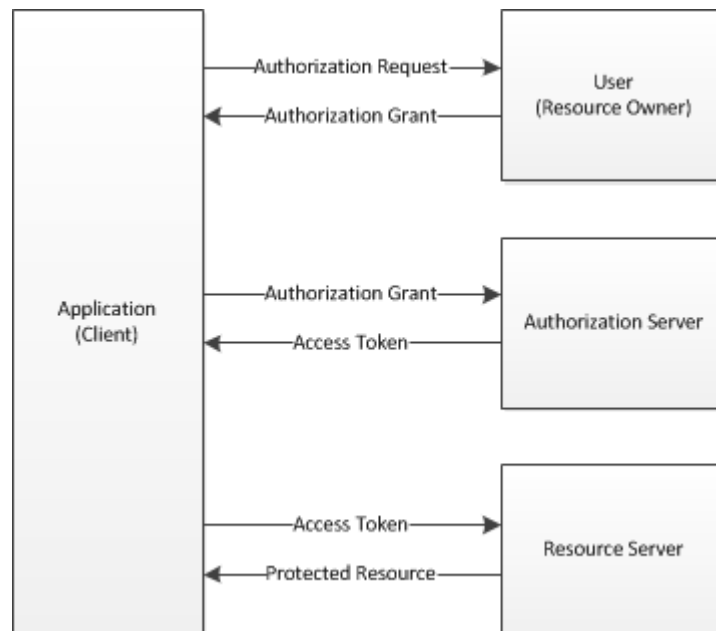 Authorization Request
User
(Resource Owner)
Authorization Grant
Application
(Client)
Authorization Grant
Authorization Server
Access Token
Access Token
Resource Server
Protected Resource